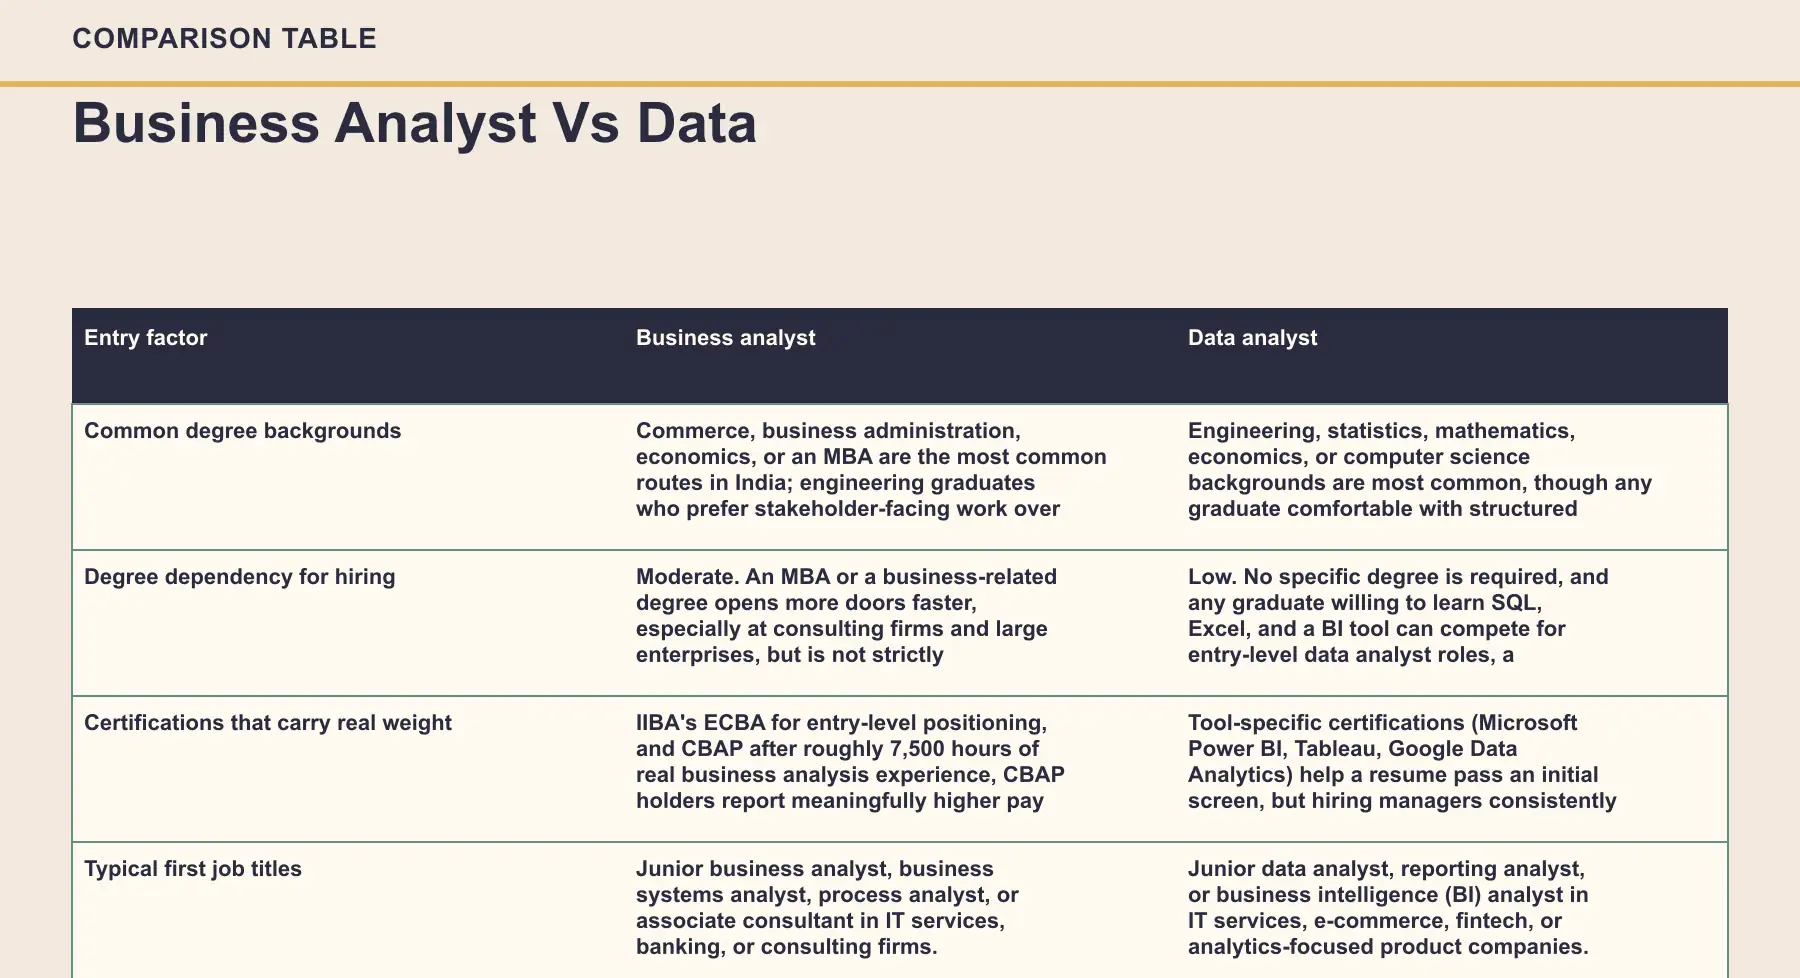 COMPARISON TABLE
Business Analyst Vs Data
Entry factor
Business analyst
Data analyst
Common degree backgrounds
Commerce, business administration,
economics, or an MBA are the most common
routes in India; engineering graduates
who prefer stakeholder-facing work over
Engineering, statistics, mathematics,
economics, or computer science
backgrounds are most common, though any
graduate comfortable with structured
Degree dependency for hiring
Moderate. An MBA or a business-related
degree opens more doors faster,
especially at consulting firms and large
enterprises, but is not strictly
Low. No specific degree is required, and
any graduate willing to learn SQL,
Excel, and a BI tool can compete for
entry-level data analyst roles, a
Certifications that carry real weight
IIBA's ECBA for entry-level positioning,
and CBAP after roughly 7,500 hours of
real business analysis experience, CBAP
holders report meaningfully higher pay
Tool-specific certifications (Microsoft
Power BI, Tableau, Google Data
Analytics) help a resume pass an initial
screen, but hiring managers consistently
Typical first job titles
Junior business analyst, business
systems analyst, process analyst, or
associate consultant in IT services,
banking, or consulting firms.
Junior data analyst, reporting analyst,
or business intelligence (BI) analyst in
IT services, e-commerce, fintech, or
analytics-focused product companies.